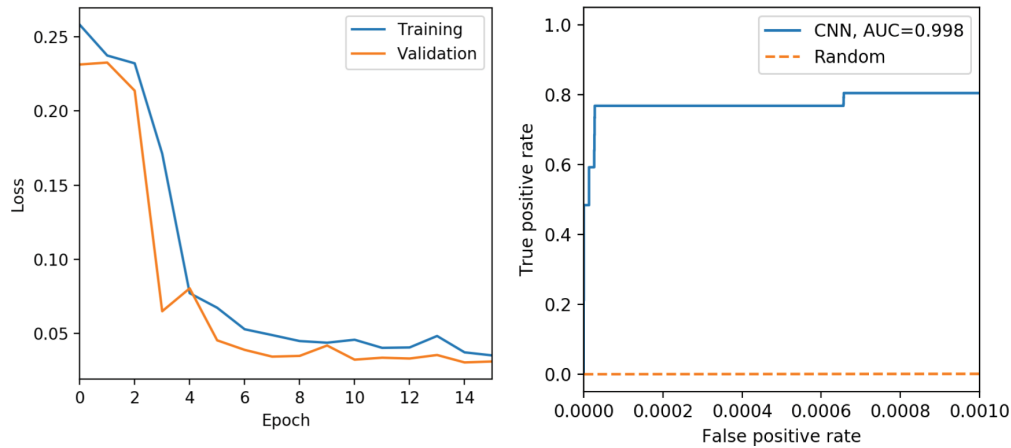 0.25
0.20
0.15
0.10
0.05
Loss
0 2 4 6 8 10 12 14
Epoch
Training
Validation
1.0
0.8
0.6
0.4
0.2
0.0
True positive rate
0.0000 0.0002 0.0004 0.0006 0.0008 0.0010
False positive rate
CNN, AUC=0.998
Random